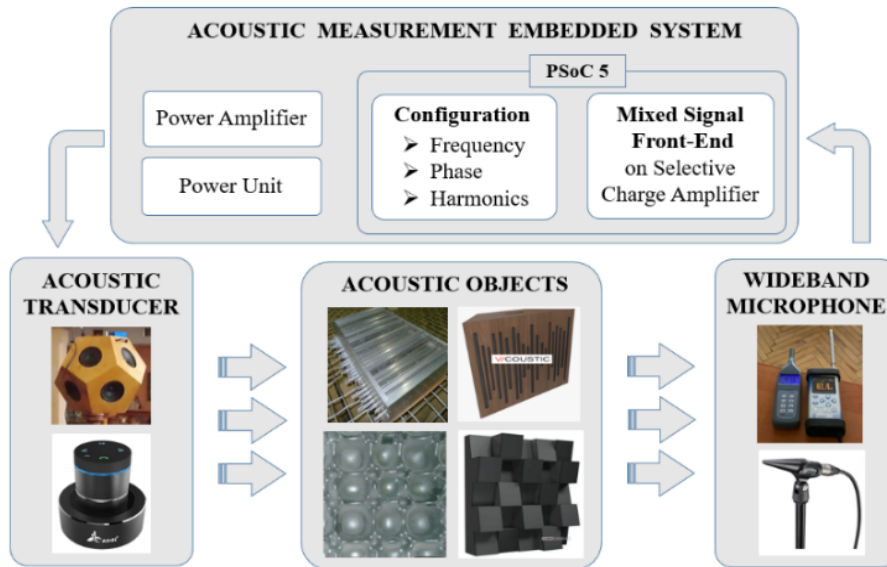 ACOUSTIC MEASUREMENT EMBEDDED SYSTEM
PSoC 5
Power Amplifier
Power Unit
Configuration
➢ Frequency
➢ Phase
➢ Harmonics
Mixed Signal
Front-End
on Selective
Charge Amplifier
ACOUSTIC
TRANSDUCER
ACOUSTIC OBJECTS
WIDEBAND
MICROPHONE